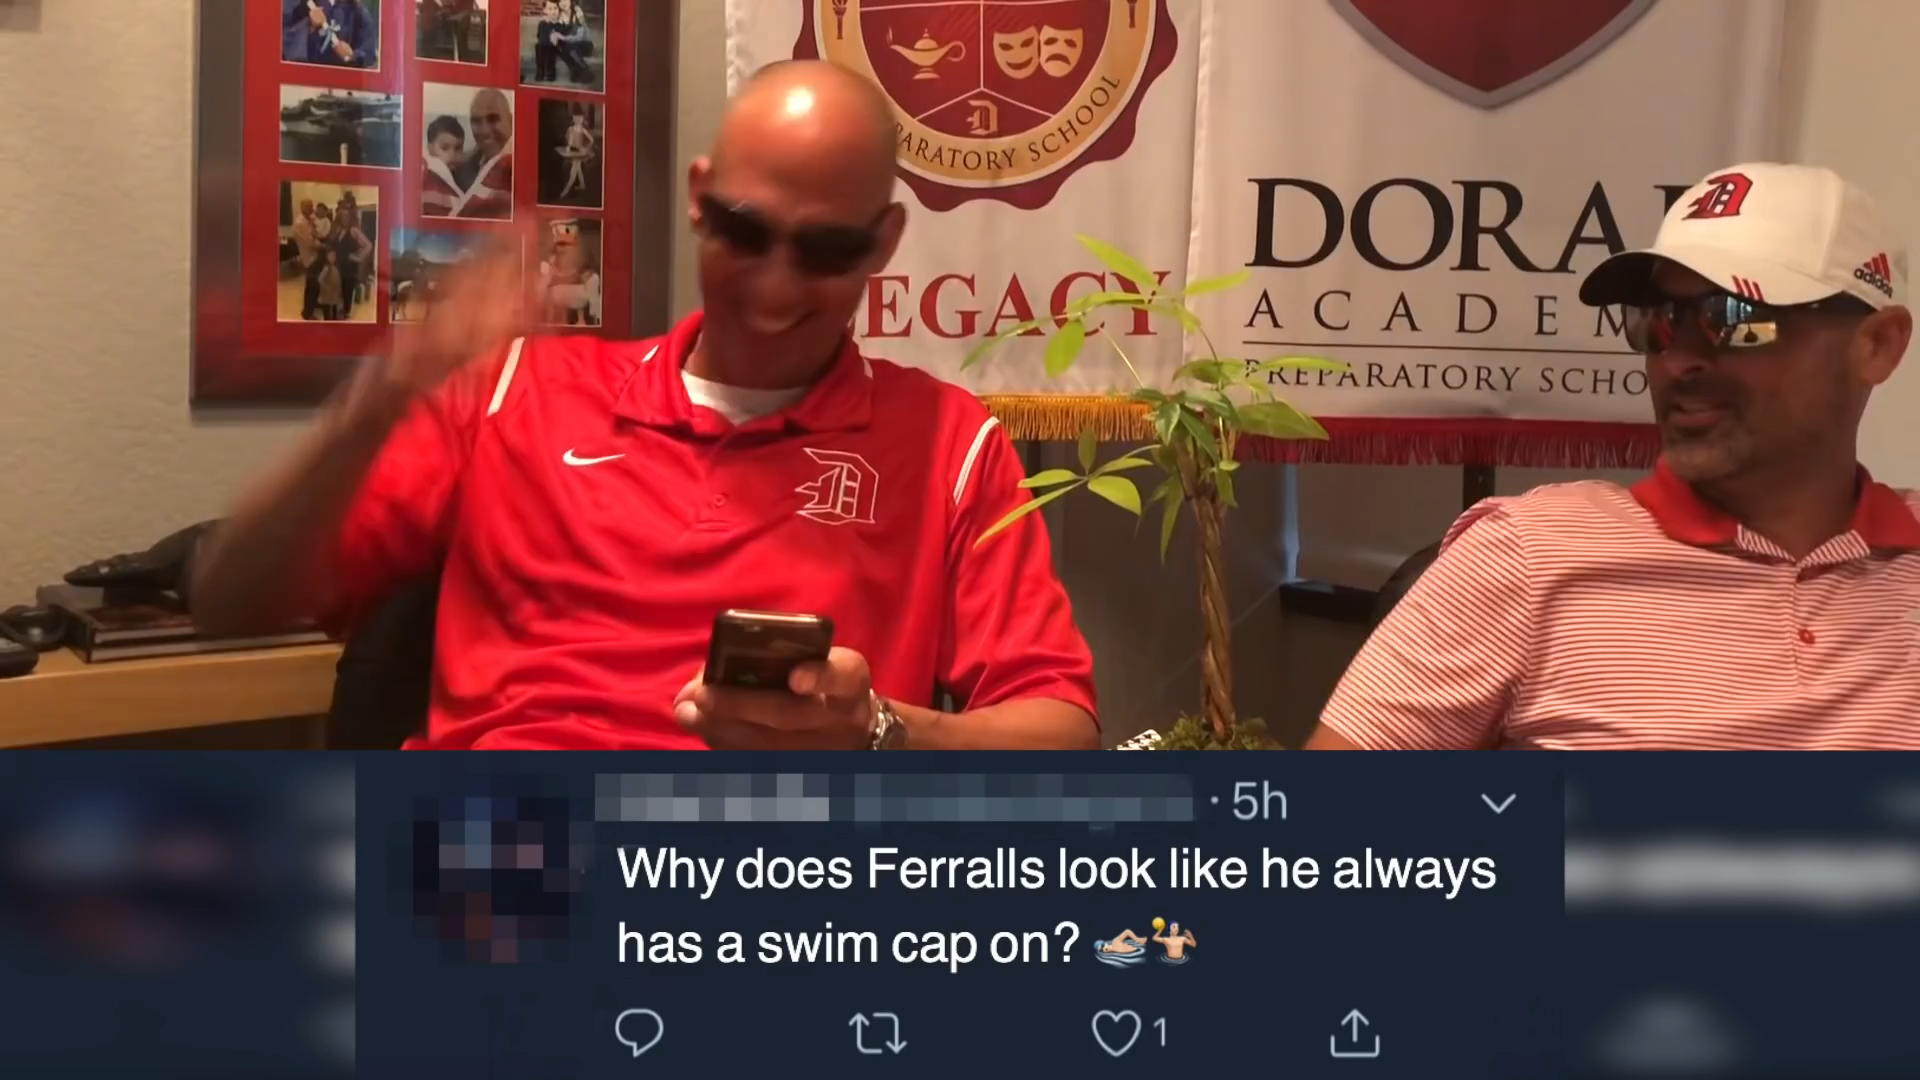 PARATORY SCHOOL
D
EGACY
DORA
ACADEM
PREPARATORY SCHO
D
adidas
D
· 5h
Why does Ferralls look like he always
has a swim cap on? 🏊🤽
1